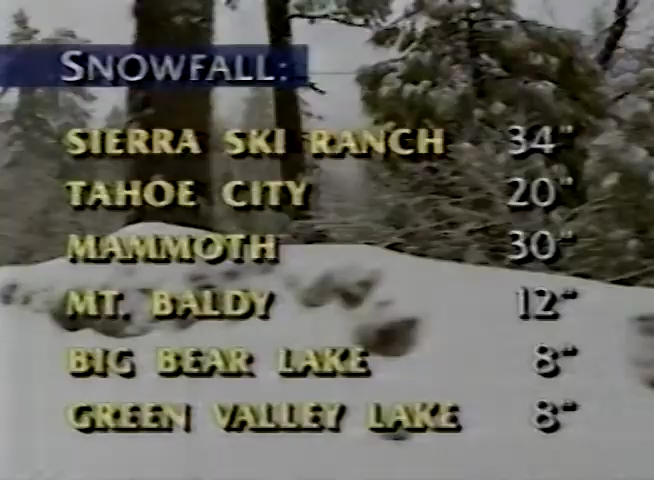 SNOWFALL:
SIERRA SKI RANCH 34"
TAHOE CITY 20"
MAMMOTH 30"
MT. BALDY 12"
BIG BEAR LAKE 8"
GREEN VALLEY LAKE 8"